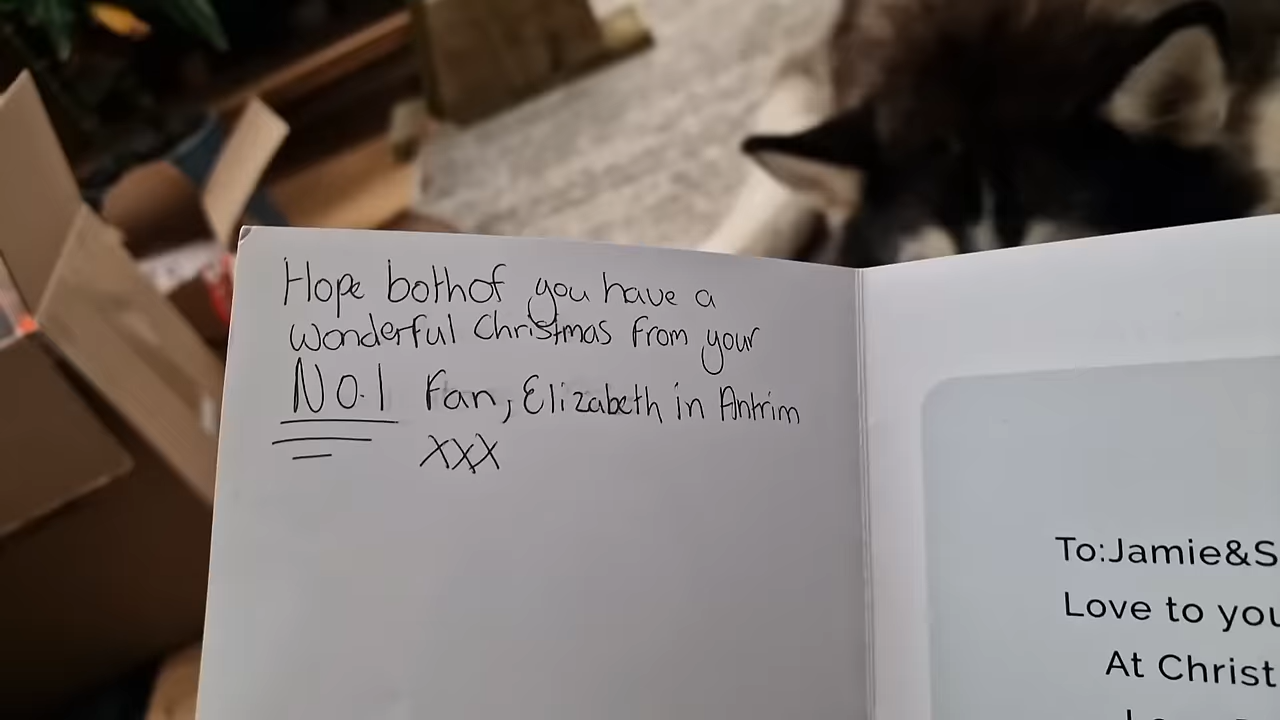 Hope bothof you have a
wonderful Christmas from your
No.1 Fan, Elizabeth in Antrim
xxx
To:Jamie&S
Love to you
At Christ